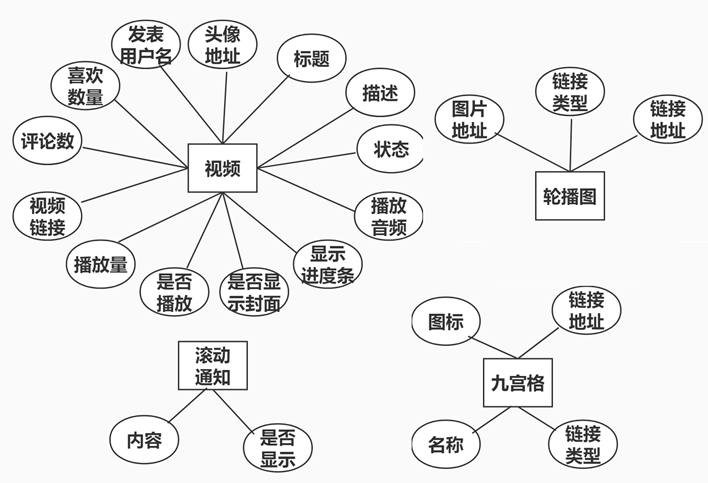 发表
用户名
头像
地址
标题
喜欢
数量
描述
评论数
状态
视频
视频
链接
播放
音频
播放量
显示
进度条
是否
播放
是否显
示封面
链接
类型
图片
地址
链接
地址
轮播图
滚动
通知
内容
是否
显示
图标
链接
地址
九宫格
名称
链接
类型